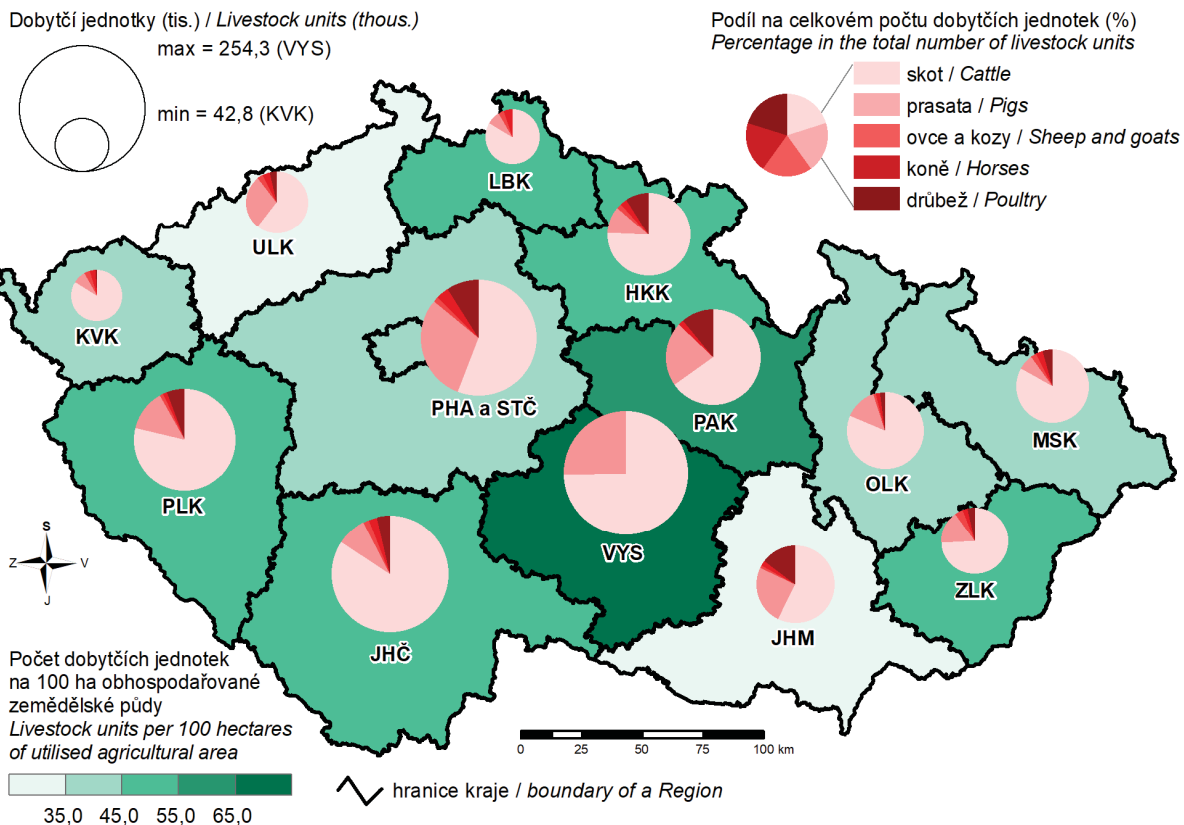 Dobytčí jednotky (tis.) / Livestock units (thous.)
max = 254,3 (VYS)
min = 42,8 (KVK)
Podíl na celkovém počtu dobytčích jednotek (%)
Percentage in the total number of livestock units
skot / Cattle
prasata / Pigs
ovce a kozy / Sheep and goats
koně / Horses
drůbež / Poultry
LBK
ULK
HKK
KVK
PHA a STČ
PAK
MSK
OLK
PLK
VYS
ZLK
JHM
JHČ
S
Z
V
J
Počet dobytčích jednotek
na 100 ha obhospodařované
zemědělské půdy
Livestock units per 100 hectares
of utilised agricultural area
35,0 45,0 55,0 65,0
0 25 50 75 100 km
hranice kraje / boundary of a Region